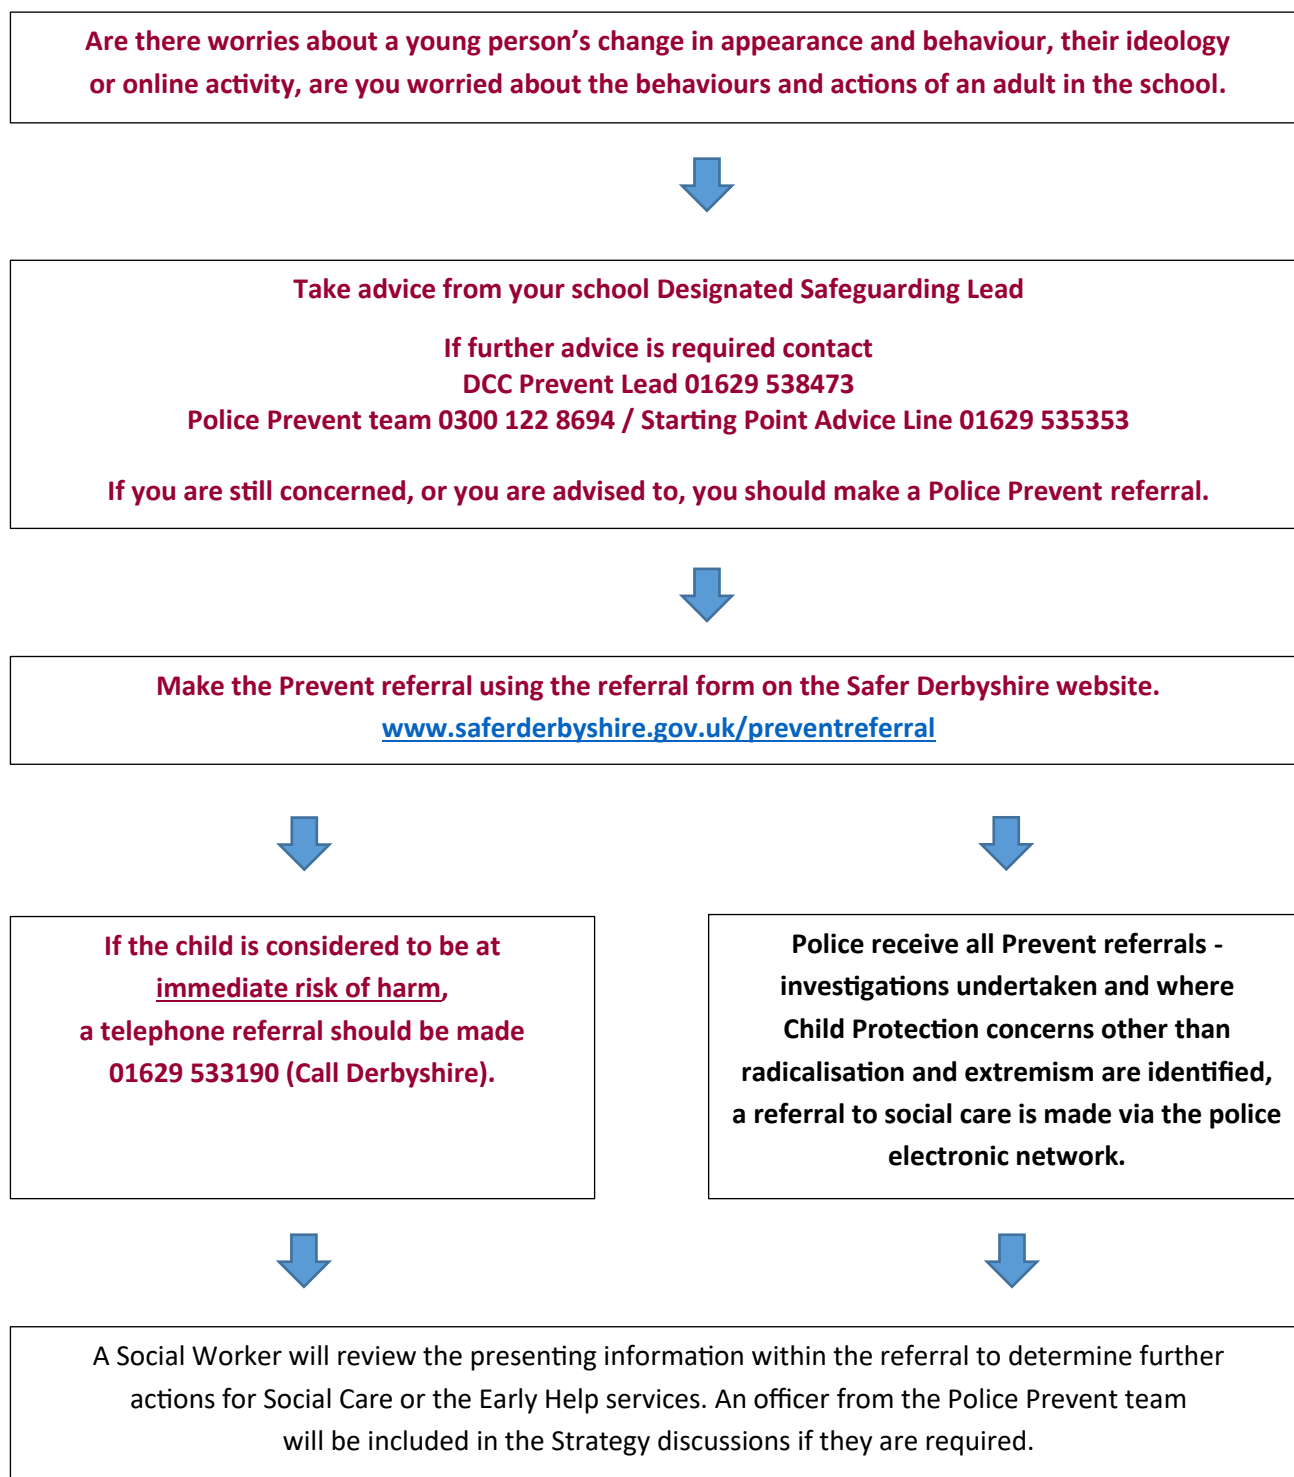 Are there worries about a young person’s change in appearance and behaviour, their ideology
or online activity, are you worried about the behaviours and actions of an adult in the school.
Take advice from your school Designated Safeguarding Lead
If further advice is required contact
DCC Prevent Lead 01629 538473
Police Prevent team 0300 122 8694 / Starting Point Advice Line 01629 535353
If you are still concerned, or you are advised to, you should make a Police Prevent referral.
Make the Prevent referral using the referral form on the Safer Derbyshire website.
www.saferderbyshire.gov.uk/preventreferral
If the child is considered to be at
immediate risk of harm,
a telephone referral should be made
01629 533190 (Call Derbyshire).
Police receive all Prevent referrals -
investigations undertaken and where
Child Protection concerns other than
radicalisation and extremism are identified,
a referral to social care is made via the police
electronic network.
A Social Worker will review the presenting information within the referral to determine further
actions for Social Care or the Early Help services. An officer from the Police Prevent team
will be included in the Strategy discussions if they are required.